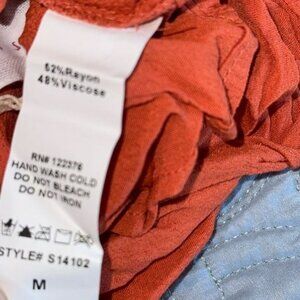 52%Rayon
48%Viscose
RN# 122376
HAND WASH COLD
DO NOT BLEACH
DO NOT IRON
STYLE# S14102
M